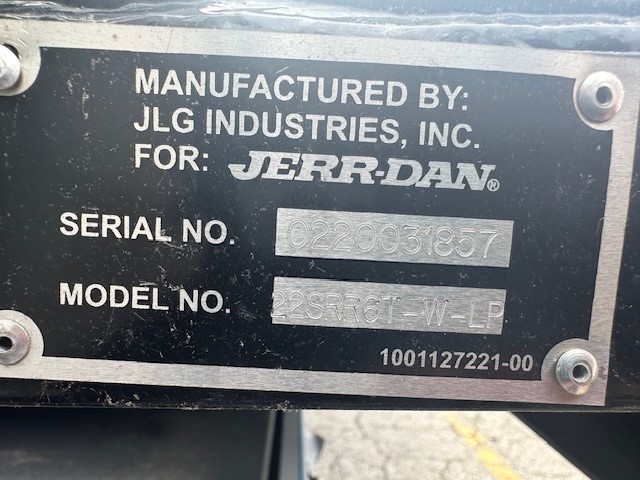 MANUFACTURED BY:
JLG INDUSTRIES, INC.
FOR: JERR-DAN®
SERIAL NO. 0220031857
MODEL NO. 22SRR6T-W-LP
1001127221-00